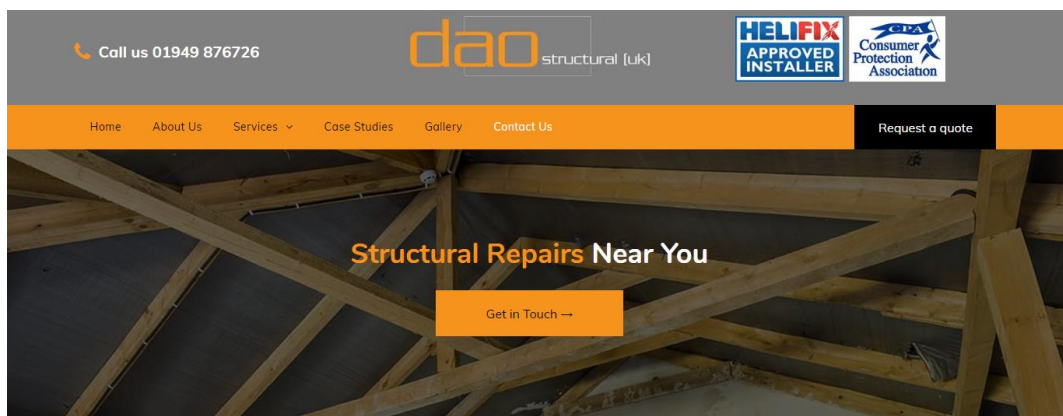 Call us 01949 876726
dao structural [uk]
HELIFIX
APPROVED
INSTALLER
CPA
Consumer
Protection
Association
Home About Us Services Case Studies Gallery Contact Us Request a quote
Structural Repairs Near You
Get in Touch →